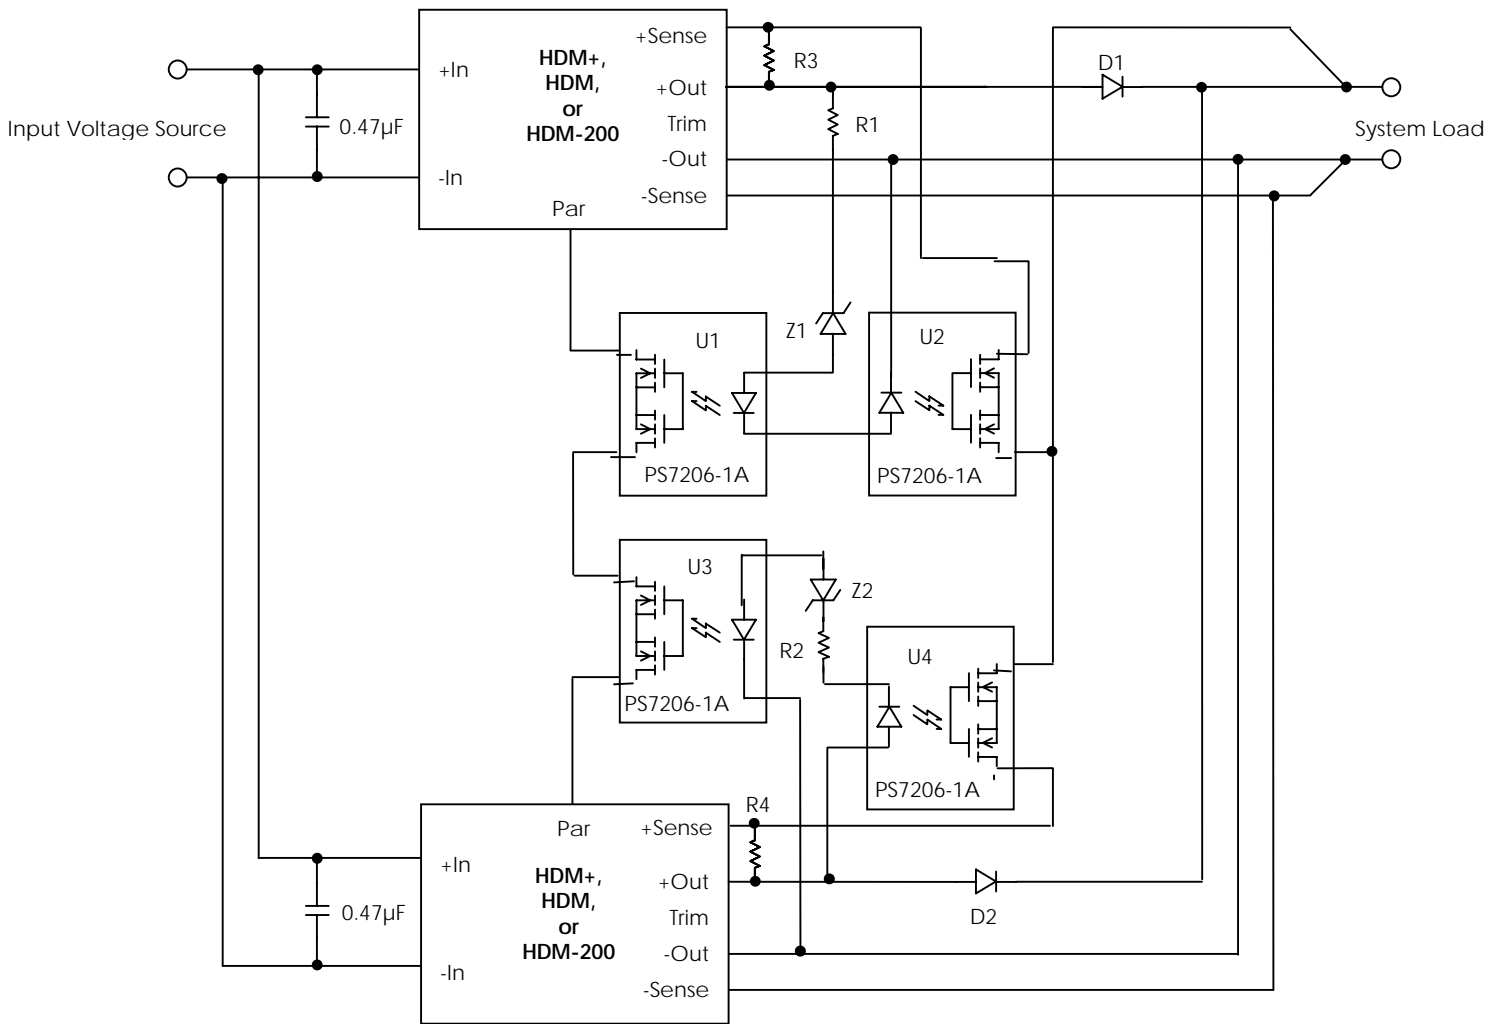 +Sense
R3
D1
HDM+,
HDM,
or
HDM-200
+In
+Out
Input Voltage Source
0.47µF
Trim
R1
System Load
-Out
-In
-Sense
Par
Z1
U1
U2
PS7206-1A
PS7206-1A
U3
Z2
R2
U4
PS7206-1A
PS7206-1A
R4
Par
+Sense
+In
HDM+,
HDM,
or
HDM-200
+Out
0.47µF
Trim
D2
-Out
-In
-Sense